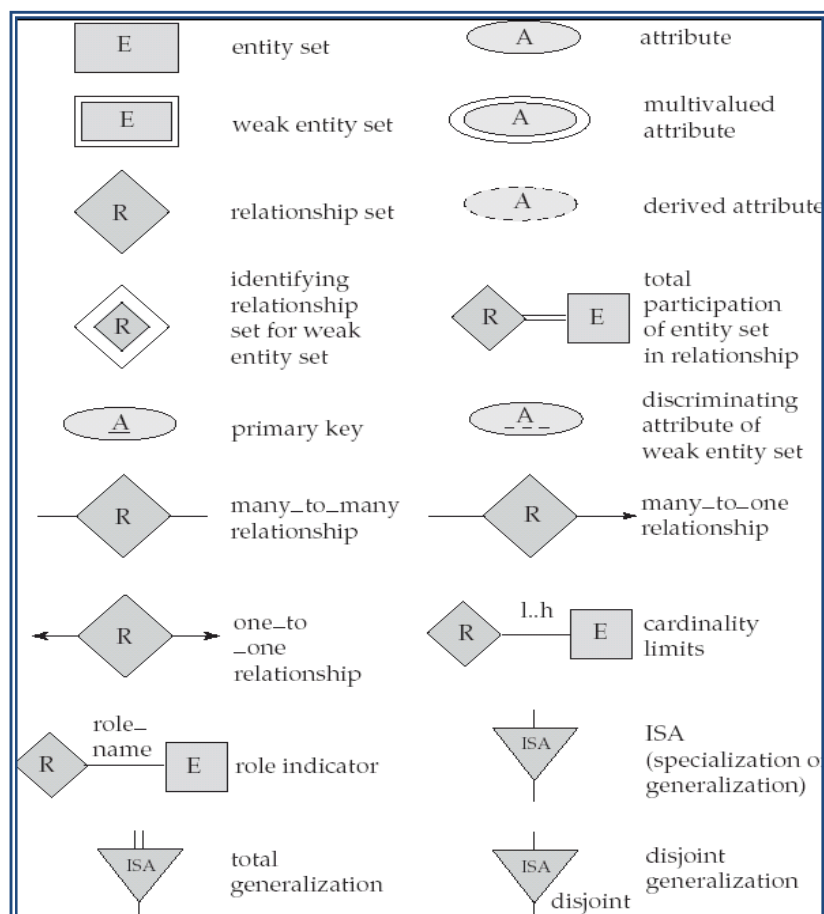 E
entity set
A
attribute
E
weak entity set
A
multivalued
attribute
R
relationship set
A
derived attribute
R
identifying
relationship
set for weak
entity set
R
E
total
participation
of entity set
in relationship
A
primary key
A
discriminating
attribute of
weak entity set
R
many_to_many
relationship
R
many_to_one
relationship
R
one_to
_one
relationship
R
l..h
E
cardinality
limits
R
role_
name
E
role indicator
ISA
ISA
(specialization o
generalization)
ISA
total
generalization
ISA
disjoint
disjoint
generalization